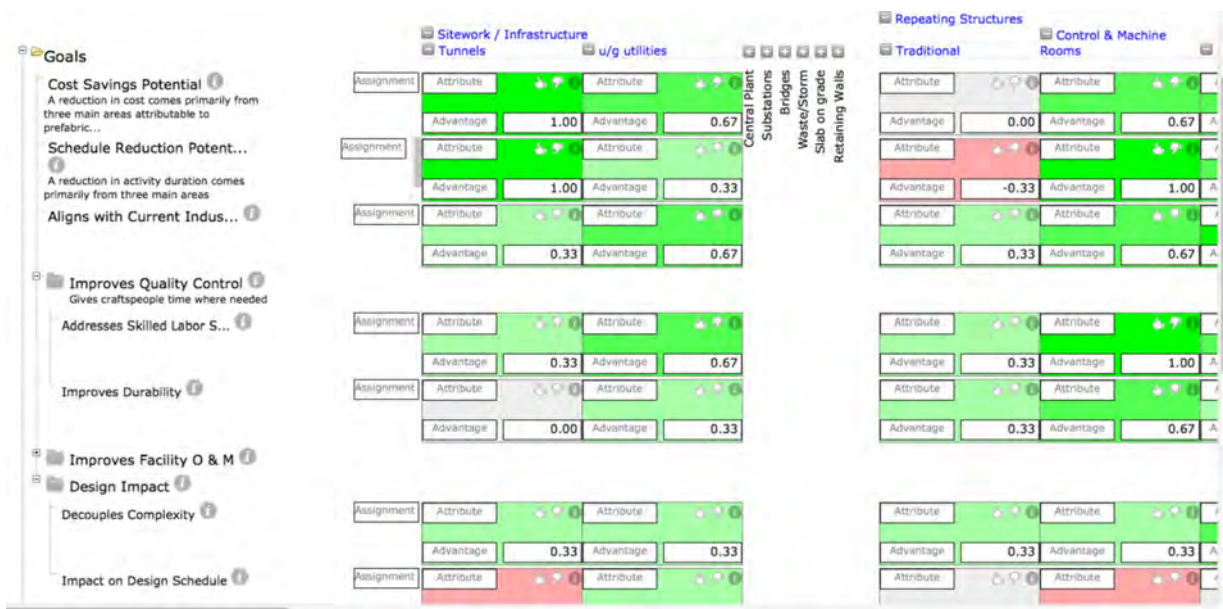 Repeating Structures
Sitework / Infrastructure
Control & Machine
Goals
Tunnels
u/g utilities
Traditional
Rooms
Central Plant
Substations
Bridges
Waste/Storm
Slab on grade
Retaining Walls
Cost Savings Potential
A reduction in cost comes primarily from
three main areas attributable to
prefabric...
Assignment Attribute Attribute Attribute Attribute
Advantage 1.00 Advantage 0.67 Advantage 0.00 Advantage 0.67 A
Schedule Reduction Potent...
Assignment Attribute Attribute Attribute Attribute
A reduction in activity duration comes
primarily from three main areas
Advantage 1.00 Advantage 0.33 Advantage -0.33 Advantage 1.00 A
Aligns with Current Indus...
Assignment Attribute Attribute Attribute Attribute
Advantage 0.33 Advantage 0.67 Advantage 0.33 Advantage 0.67 A
Improves Quality Control
Gives craftspeople time where needed
Addresses Skilled Labor S...
Assignment Attribute Attribute Attribute Attribute
Advantage 0.33 Advantage 0.67 Advantage 0.33 Advantage 1.00 A
Improves Durability
Assignment Attribute Attribute Attribute Attribute
Advantage 0.00 Advantage 0.33 Advantage 0.33 Advantage 0.67 A
Improves Facility O & M
Design Impact
Decouples Complexity
Assignment Attribute Attribute Attribute Attribute
Advantage 0.33 Advantage 0.33 Advantage 0.33 Advantage 0.33 A
Impact on Design Schedule
Assignment Attribute Attribute Attribute Attribute